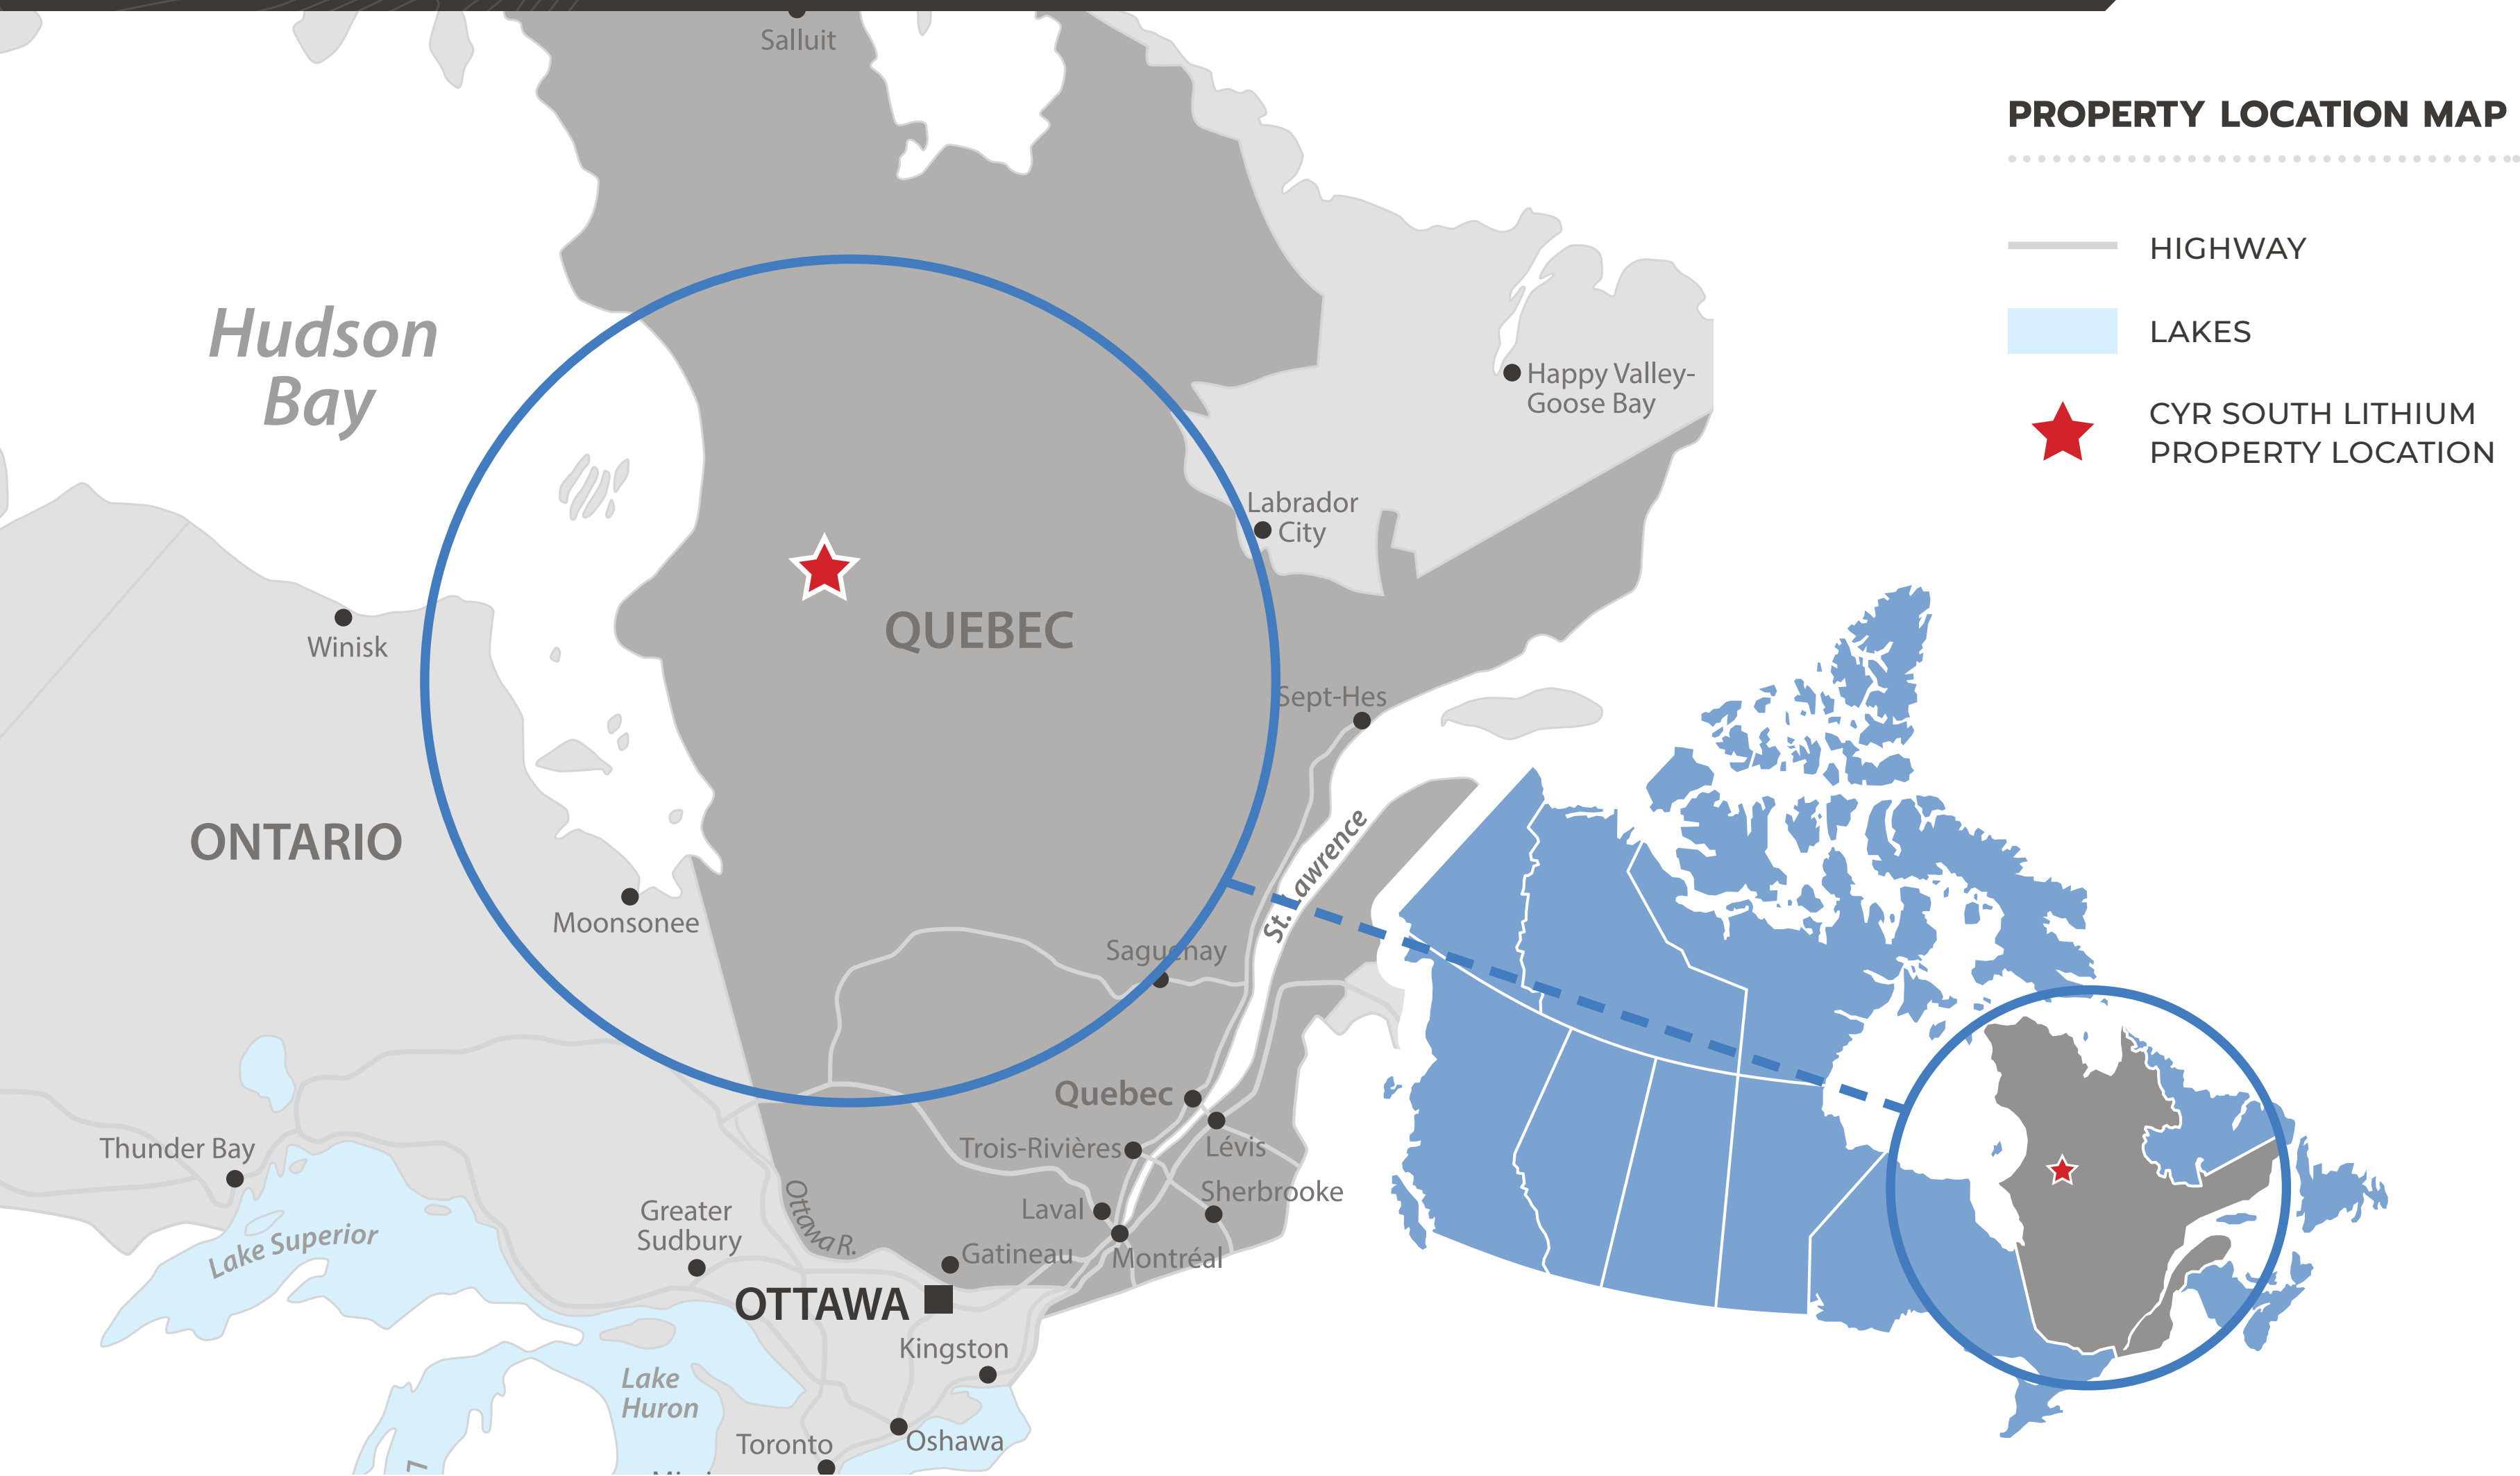 Salluit
PROPERTY LOCATION MAP
HIGHWAY
LAKES
CYR SOUTH LITHIUM
PROPERTY LOCATION
Hudson
Bay
Happy Valley-
Goose Bay
Labrador
City
Winisk
QUEBEC
Sept-Hes
ONTARIO
St. Lawrence
Moonsonee
Saguenay
Quebec
Thunder Bay
Trois-Rivières
Lévis
Ottawa R.
Sherbrooke
Laval
Greater
Sudbury
Lake Superior
Gatineau
Montréal
OTTAWA
Kingston
Lake
Huron
Toronto
Oshawa